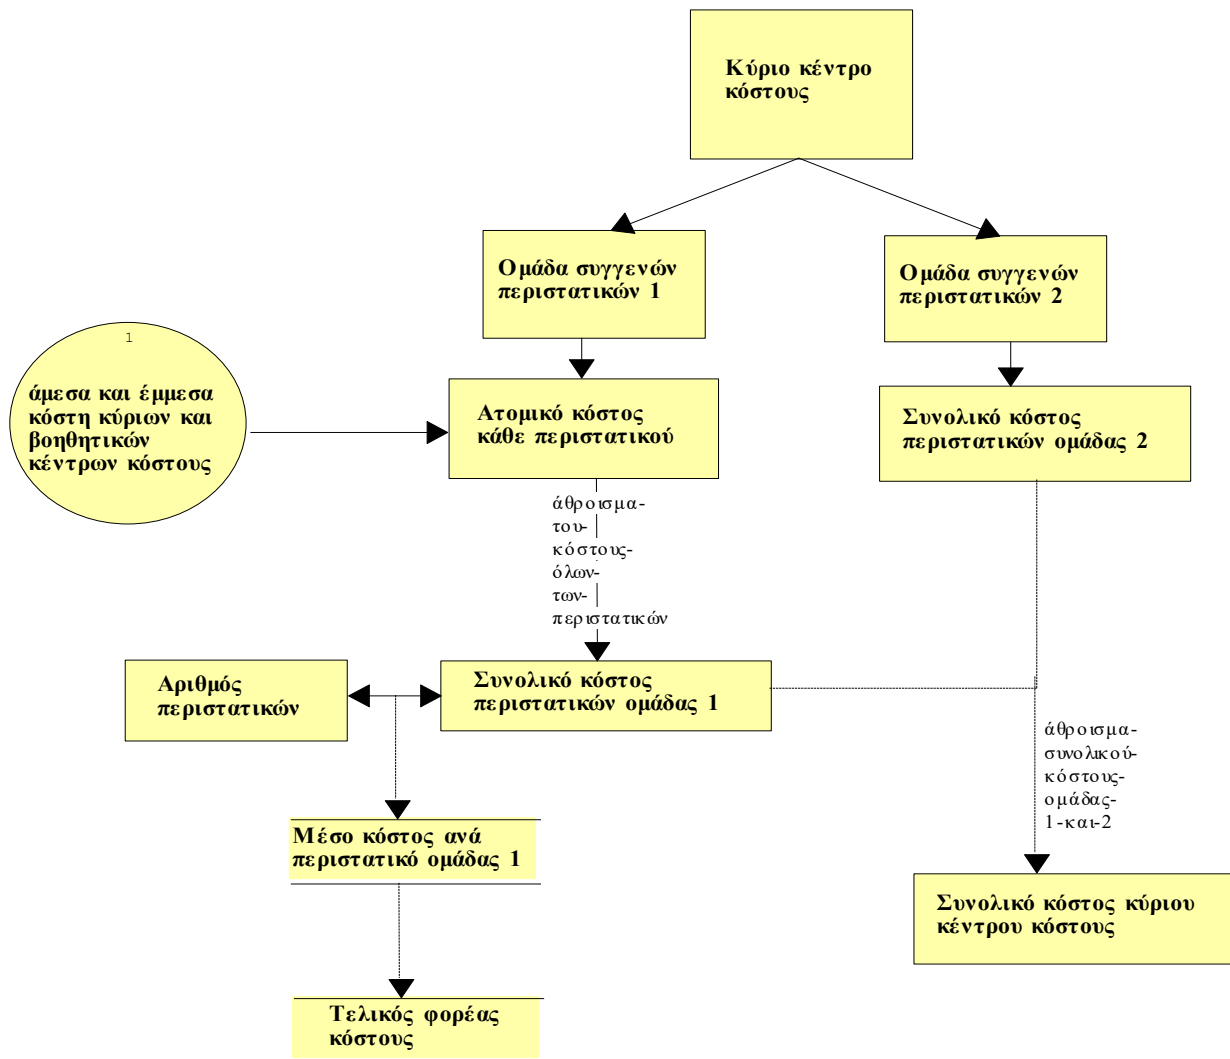 Κύριο κέντρο
κόστους
Ομάδα συγγενών
περιστατικών 1
Ομάδα συγγενών
περιστατικών 2
1
άμεσα και έμμεσα
κόστη κύριων και
βοηθητικών
κέντρων κόστους
Ατομικό κόστος
κάθε περιστατικού
Συνολικό κόστος
περιστατικών ομάδας 2
άθροισμα-
του-
κόστους-
όλων-
των-
περιστατικών
Αριθμός
περιστατικών
Συνολικό κόστος
περιστατικών ομάδας 1
άθροισμα-
συνολικού-
κόστους-
ομάδας-
1-και-2
Μέσο κόστος ανά
περιστατικό ομάδας 1
Συνολικό κόστος κύριου
κέντρου κόστους
Τελικός φορέας
κόστους